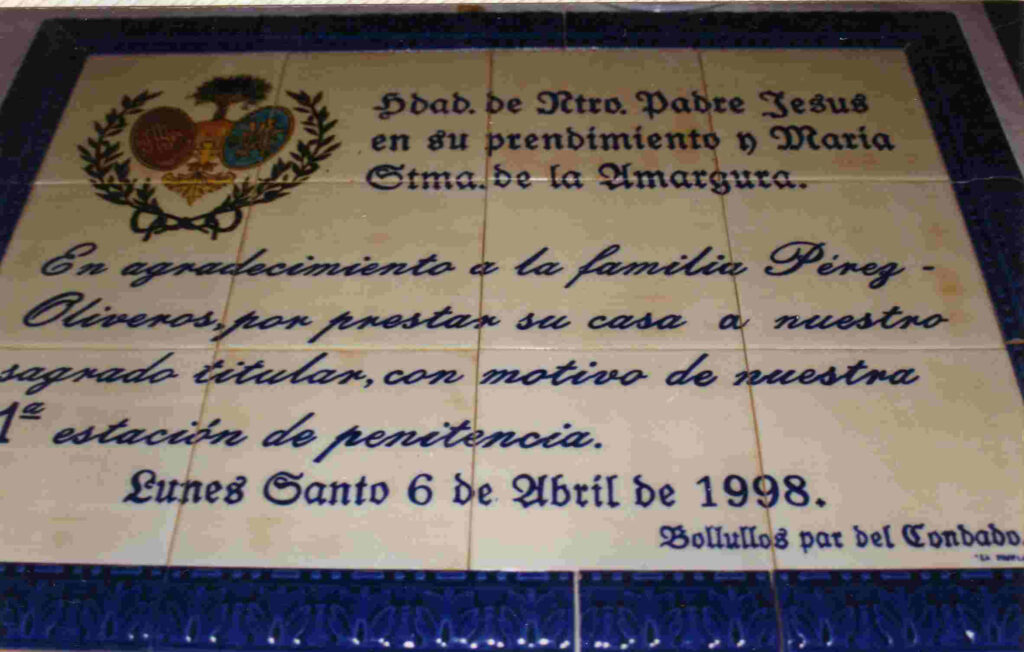 Hdad. de Ntro. Padre Jesus
en su prendimiento y Maria
Stma. de la Amargura.
En agradecimiento a la familia Pérez -
Oliveros, por prestar su casa a nuestro
sagrado titular, con motivo de nuestra
1ª estación de penitencia.
Lunes Santo 6 de Abril de 1998.
Bollullos par del Condado.